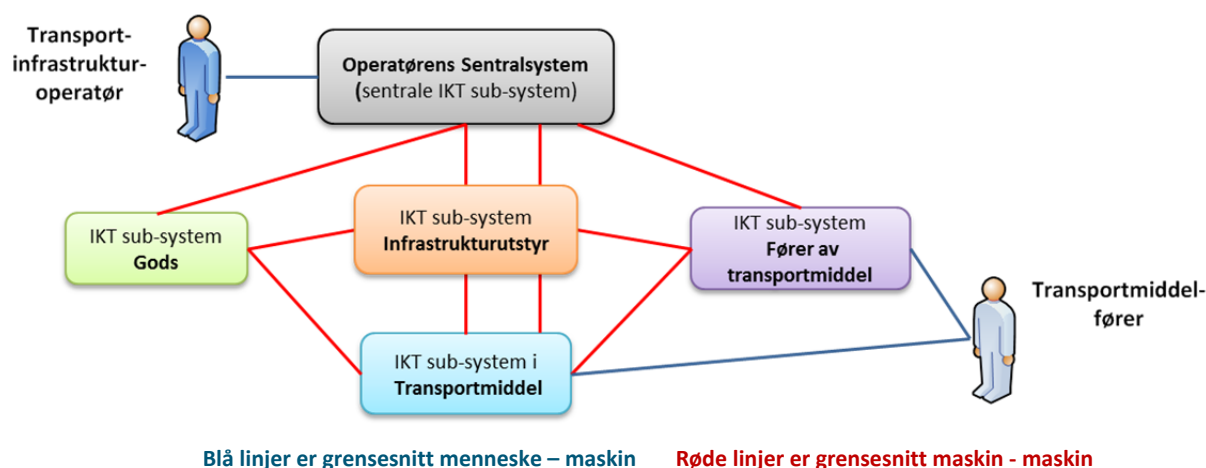 Transport-
infrastruktur-
operatør
Operatørens Sentralsystem
(sentrale IKT sub-system)
IKT sub-system
Gods
IKT sub-system
Infrastrukturutstyr
IKT sub-system
Fører av
transportmiddel
Transportmiddel-
fører
IKT sub-system i
Transportmiddel
Blå linjer er grensesnitt menneske – maskin
Røde linjer er grensesnitt maskin - maskin